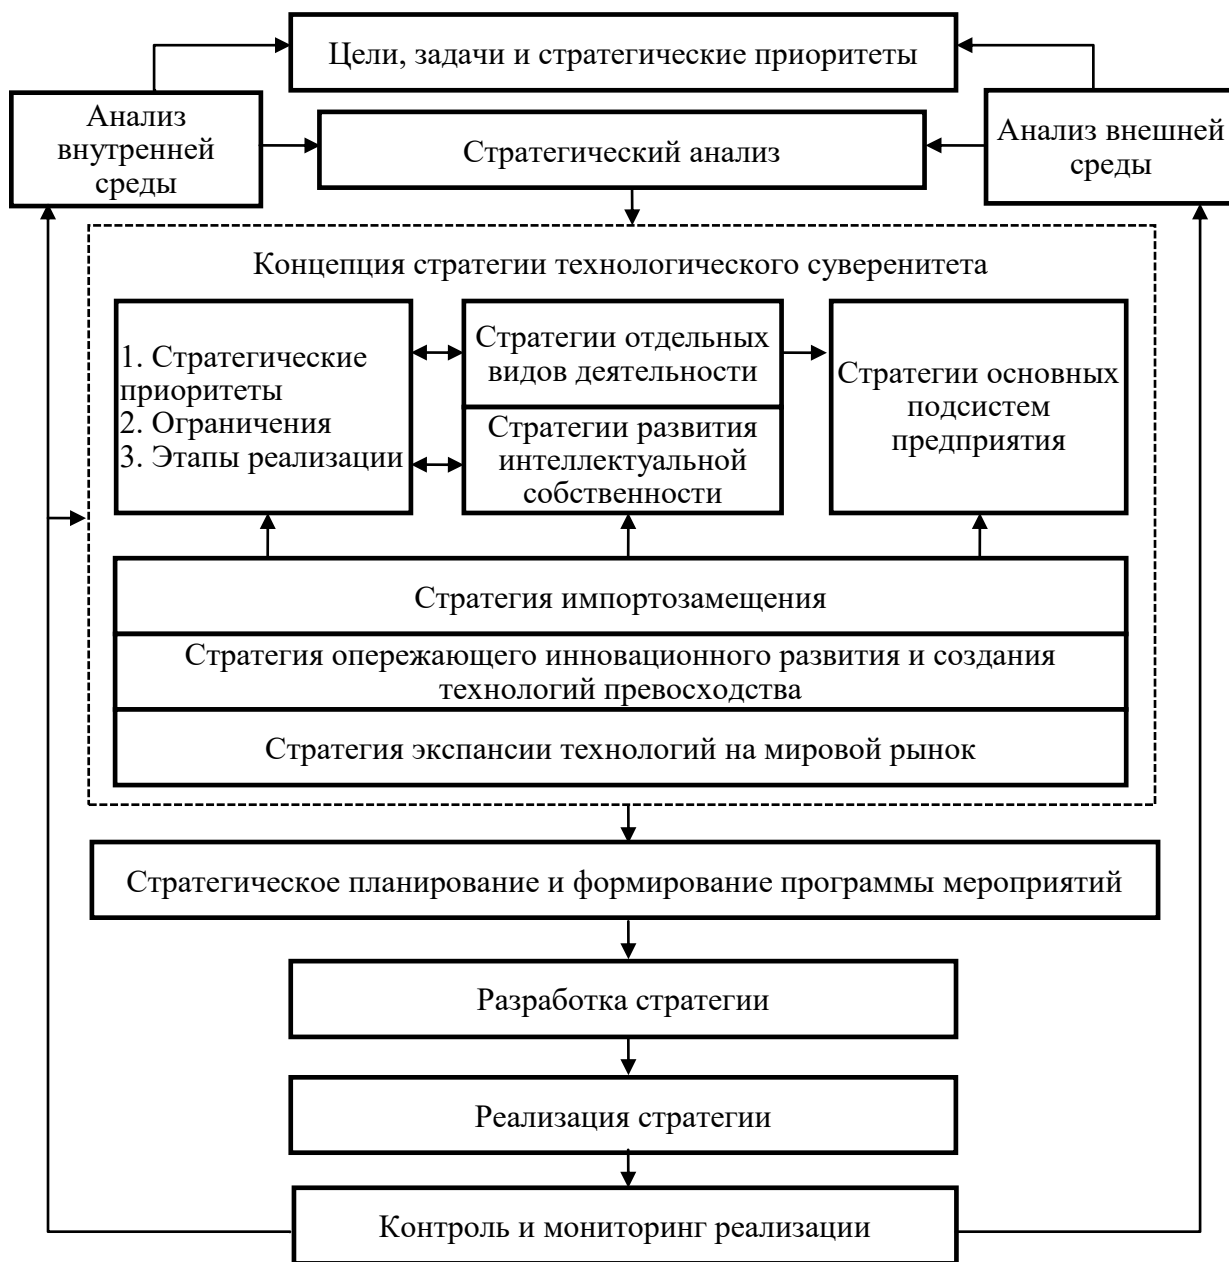 Цели, задачи и стратегические приоритеты
Анализ
внутренней
среды
Стратегический анализ
Анализ внешней
среды
Концепция стратегии технологического суверенитета
1. Стратегические
приоритеты
2. Ограничения
3. Этапы реализации
Стратегии отдельных
видов деятельности
Стратегии развития
интеллектуальной
собственности
Стратегии основных
подсистем
предприятия
Стратегия импортозамещения
Стратегия опережающего инновационного развития и создания
технологий превосходства
Стратегия экспансии технологий на мировой рынок
Стратегическое планирование и формирование программы мероприятий
Разработка стратегии
Реализация стратегии
Контроль и мониторинг реализации